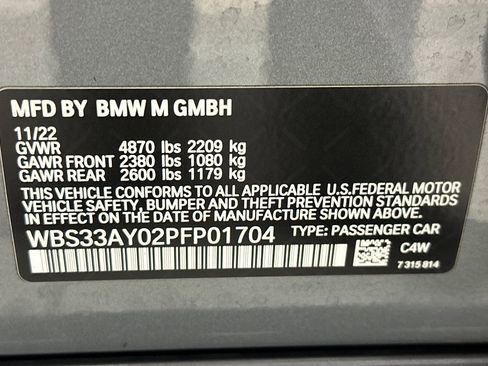 MFD BY BMW M GMBH
11/22
GVWR 4870 lbs 2209 kg
GAWR FRONT 2380 lbs 1080 kg
GAWR REAR 2600 lbs 1179 kg
THIS VEHICLE CONFORMS TO ALL APPLICABLE U.S.FEDERAL MOTOR
VEHICLE SAFETY, BUMPER AND THEFT PREVENTION STANDARDS
IN EFFECT ON THE DATE OF MANUFACTURE SHOWN ABOVE.
WBS33AY02PFP01704 TYPE: PASSENGER CAR
C4W
7 315 814